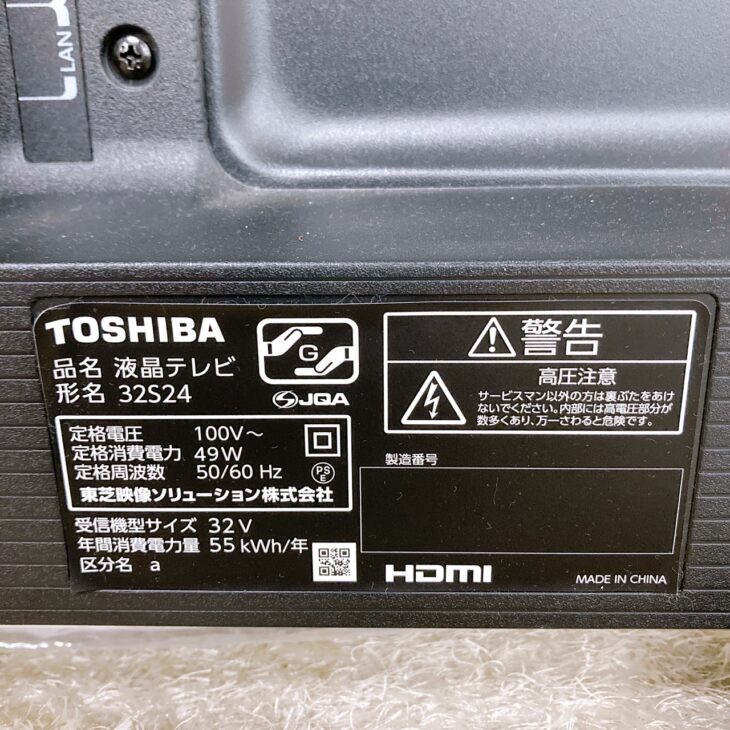 LAN
TOSHIBA
品名 液晶テレビ
形名 32S24
G
JQA
定格電圧 100V～
定格消費電力 49W
定格周波数 50/60 Hz
PS
E
東芝映像ソリューション株式会社
受信機型サイズ 32V
年間消費電力量 55 kWh/年
区分名 a
警告
高圧注意
サービスマン以外の方は裏ぶたをあけ
ないでください。内部には高電圧部分が
数多くあり、万一さわると危険です。
製造番号
HDMI
MADE IN CHINA